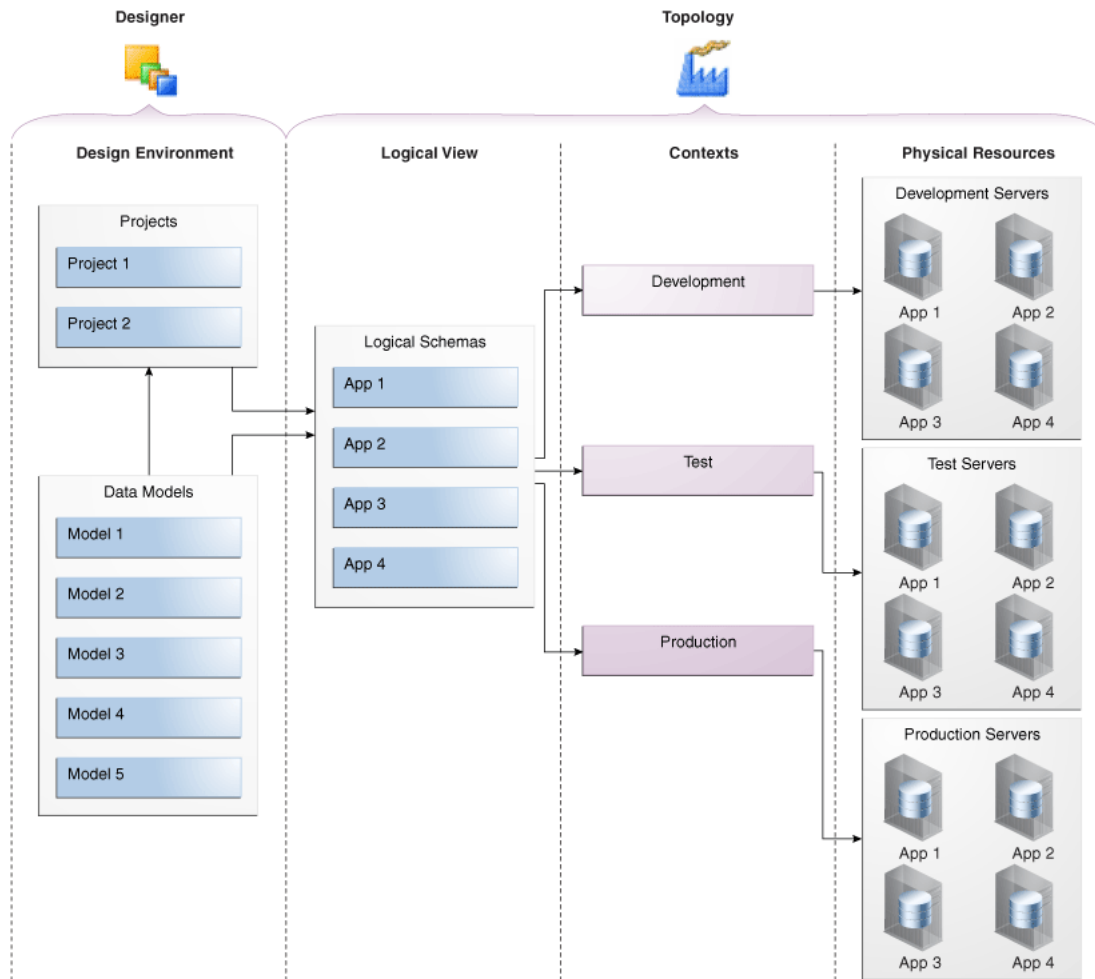 Designer
Topology
Design Environment
Logical View
Contexts
Physical Resources
Projects
Project 1
Project 2
Data Models
Model 1
Model 2
Model 3
Model 4
Model 5
Logical Schemas
App 1
App 2
App 3
App 4
Development
Test
Production
Development Servers
App 1
App 2
App 3
App 4
Test Servers
App 1
App 2
App 3
App 4
Production Servers
App 1
App 2
App 3
App 4